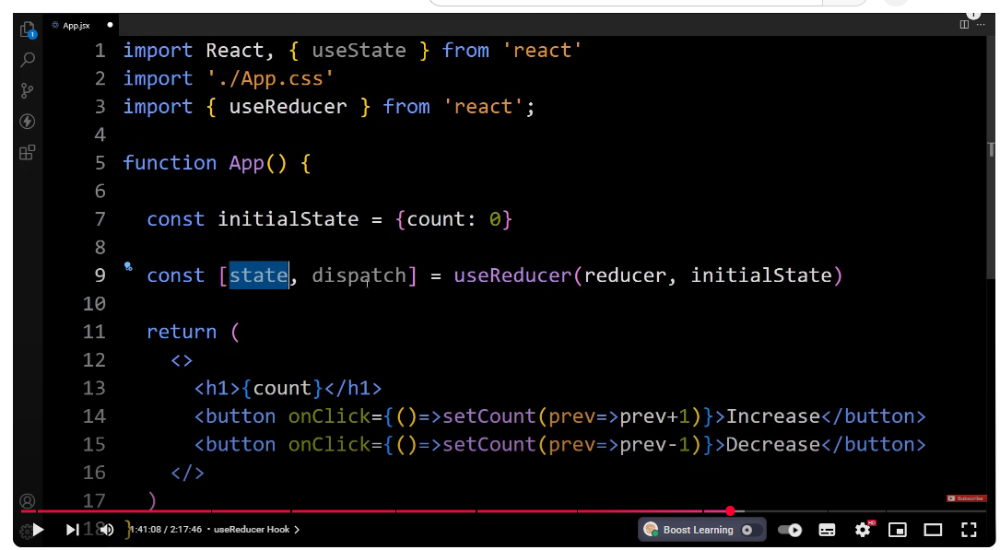 App.jsx
1 import React, { useState } from 'react'
2 import './App.css'
3 import { useReducer } from 'react';
4
5 function App() {
6
7 const initialState = {count: 0}
8
9 const [state, dispatch] = useReducer(reducer, initialState)
10
11 return (
12 <>
13 <h1>{count}</h1>
14 <button onClick={()=>setCount(prev=>prev+1)}>Increase</button>
15 <button onClick={()=>setCount(prev=>prev-1)}>Decrease</button>
16 </>
17 )
18 }
Subscribe
1:41:08 / 2:17:46 • useReducer Hook
Boost Learning
HD